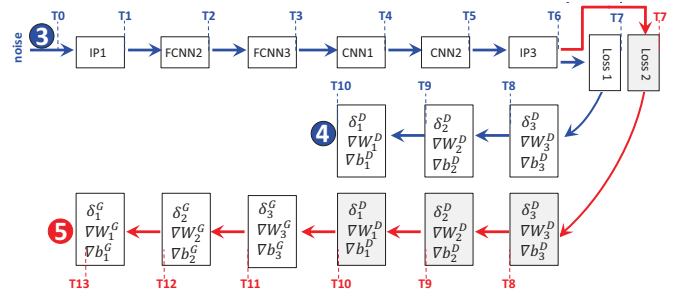 T0 T1 T2 T3 T4 T5 T6 T7 T7
noise 3 IP1 FCNN2 FCNN3 CNN1 CNN2 IP3 Loss 1 Loss 2
T10 T9 T8
4
δ₁ᴰ δ₂ᴰ δ₃ᴰ
∇W₁ᴰ ∇W₂ᴰ ∇W₃ᴰ
∇b₁ᴰ ∇b₂ᴰ ∇b₃ᴰ
5
δ₁ᴳ δ₂ᴳ δ₃ᴳ δ₁ᴰ δ₂ᴰ δ₃ᴰ
∇W₁ᴳ ∇W₂ᴳ ∇W₃ᴳ ∇W₁ᴰ ∇W₂ᴰ ∇W₃ᴰ
∇b₁ᴳ ∇b₂ᴳ ∇b₃ᴳ ∇b₁ᴰ ∇b₂ᴰ ∇b₃ᴰ
T13 T12 T11 T10 T9 T8